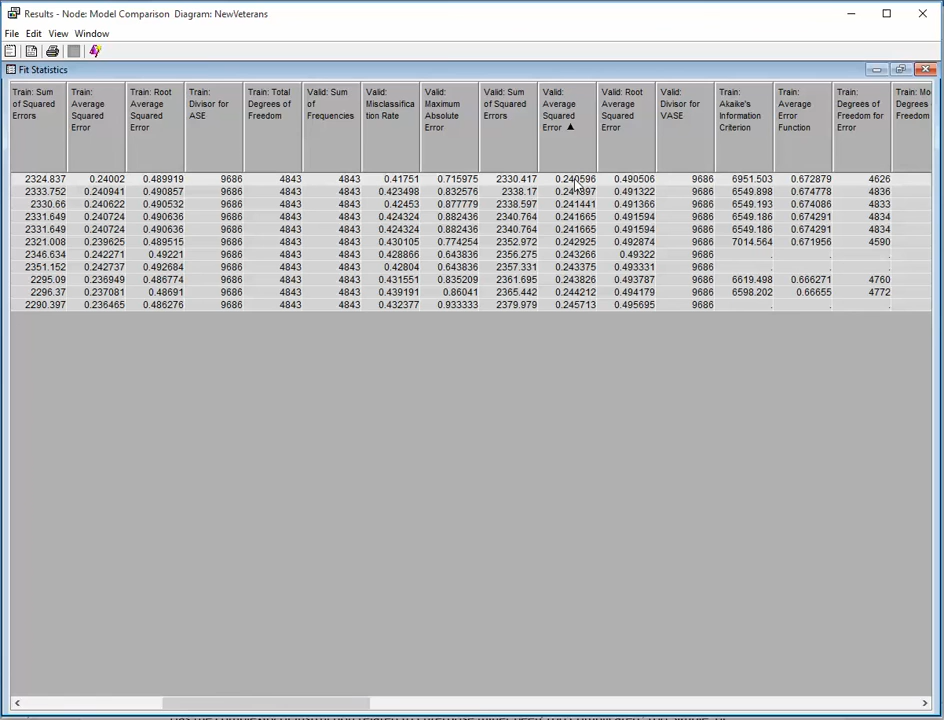 Results - Node: Model Comparison Diagram: NewVeterans
File Edit View Window
Fit Statistics
Train: Sum of Squared Errors
Train: Average Squared Error
Train: Root Average Squared Error
Train: Divisor for ASE
Train: Total Degrees of Freedom
Valid: Sum of Frequencies
Valid: Misclassifica tion Rate
Valid: Maximum Absolute Error
Valid: Sum of Squared Errors
Valid: Average Squared Error ▲
Valid: Root Average Squared Error
Valid: Divisor for VASE
Train: Akaike's Information Criterion
Train: Average Error Function
Train: Degrees of Freedom for Error
Train: Mo Degrees Freedom
2324.837 0.24002 0.489919 9686 4843 4843 0.41751 0.715975 2330.417 0.240596 0.490506 9686 6951.503 0.672879 4626
2333.752 0.240941 0.490857 9686 4843 4843 0.423498 0.832576 2338.17 0.241397 0.491322 9686 6549.898 0.674778 4836
2330.66 0.240622 0.490532 9686 4843 4843 0.42453 0.877779 2338.597 0.241441 0.491366 9686 6549.193 0.674086 4833
2331.649 0.240724 0.490636 9686 4843 4843 0.424324 0.882436 2340.764 0.241665 0.491594 9686 6549.186 0.674291 4834
2331.649 0.240724 0.490636 9686 4843 4843 0.424324 0.882436 2340.764 0.241665 0.491594 9686 6549.186 0.674291 4834
2321.008 0.239625 0.489515 9686 4843 4843 0.430105 0.774254 2352.972 0.242925 0.492874 9686 7014.564 0.671956 4590
2346.634 0.242271 0.49221 9686 4843 4843 0.428866 0.643836 2356.275 0.243266 0.49322 9686 . . .
2351.152 0.242737 0.492684 9686 4843 4843 0.42804 0.643836 2357.331 0.243375 0.493331 9686 . . .
2295.09 0.236949 0.486774 9686 4843 4843 0.431551 0.835209 2361.695 0.243826 0.493787 9686 6619.498 0.666271 4760
2296.37 0.237081 0.48691 9686 4843 4843 0.439191 0.86041 2365.442 0.244212 0.494179 9686 6598.202 0.66655 4772
2290.397 0.236465 0.486276 9686 4843 4843 0.432377 0.933333 2379.979 0.245713 0.495695 9686 . . .